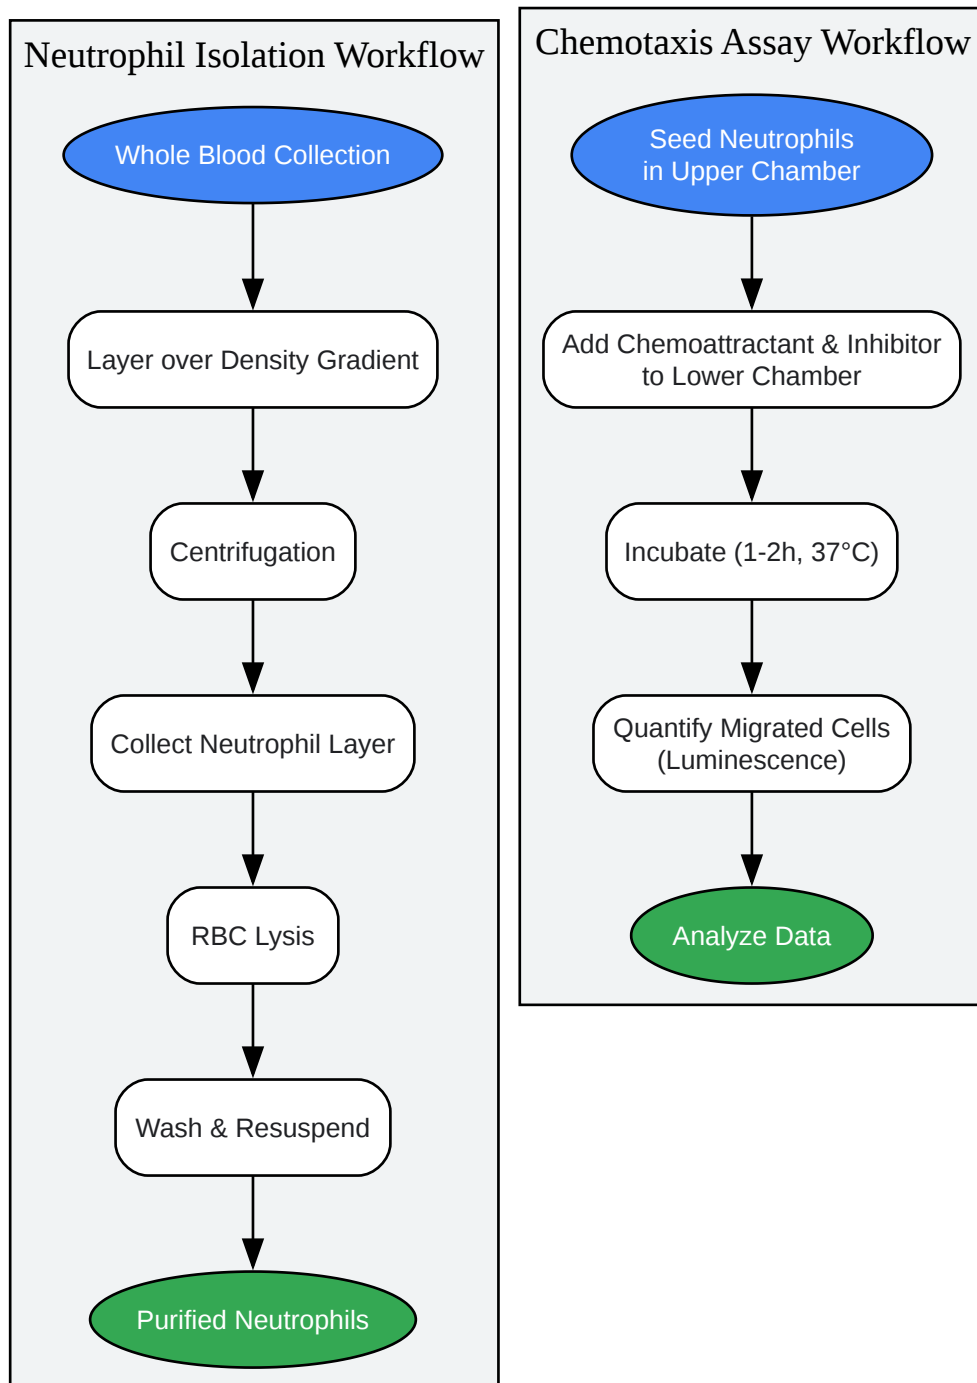 Neutrophil Isolation Workflow
Whole Blood Collection
Layer over Density Gradient
Centrifugation
Collect Neutrophil Layer
RBC Lysis
Wash & Resuspend
Purified Neutrophils
Chemotaxis Assay Workflow
Seed Neutrophils
in Upper Chamber
Add Chemoattractant & Inhibitor
to Lower Chamber
Incubate (1-2h, 37°C)
Quantify Migrated Cells
(Luminescence)
Analyze Data